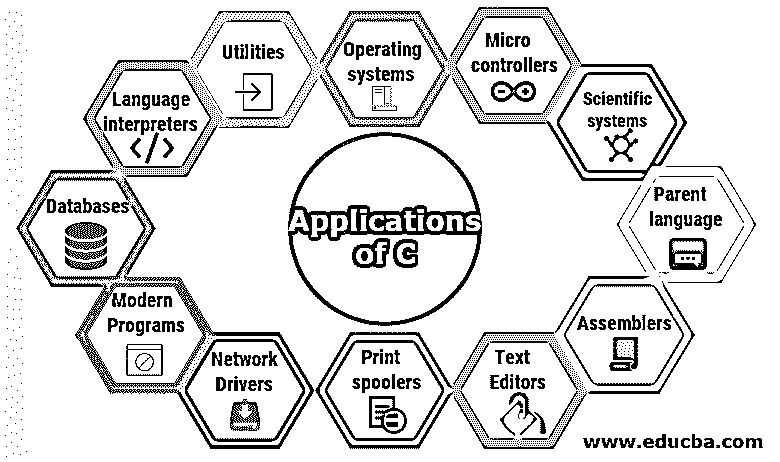 Applications
of C
Utilities
Operating
systems
Micro
controllers
Scientific
systems
Parent
language
Assemblers
Text
Editors
Print
spoolers
Network
Drivers
Modern
Programs
Databases
Language
interpreters
</>
www.educba.com